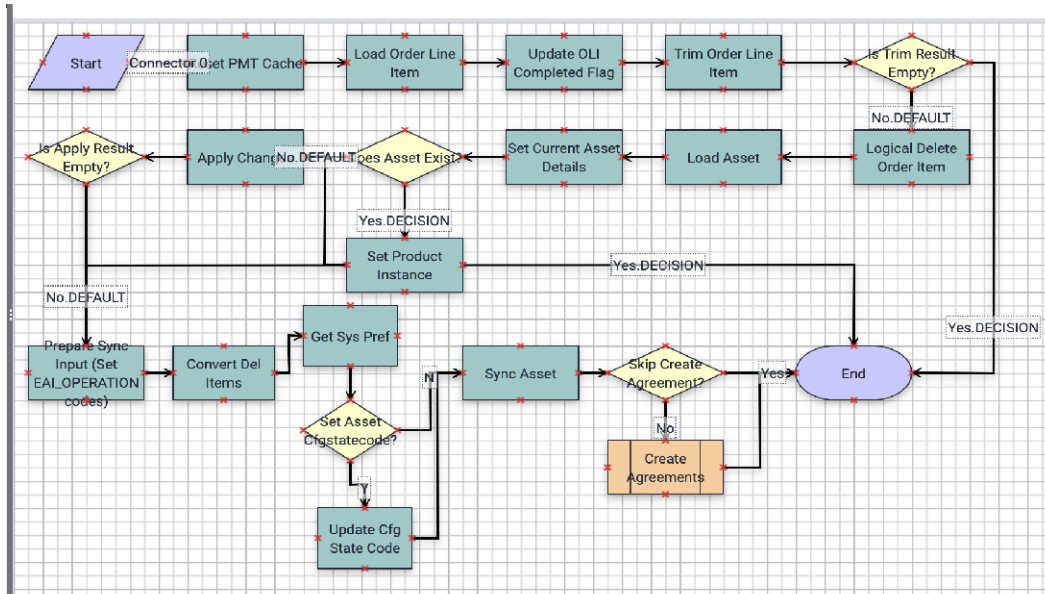 Start
Connector 0
set PMT Cache
Load Order Line
Item
Update OLI
Completed Flag
Trim Order Line
Item
Is Trim Result
Empty?
No.DEFAULT
Is Apply Result
Empty?
Apply Chang
No.DEFAULT
oes Asset Exist?
Set Current Asset
Details
Load Asset
Logical Delete
Order Item
Yes.DECISION
Set Product
Instance
Yes.DECISION
No.DEFAULT
Yes.DECISION
Prepare Sync
Input (Set
EAI_OPERATION
codes)
Convert Del
Items
Get Sys Pref
N
Sync Asset
Skip Create
Agreement?
Yes
End
Set Asset
Cfgstatecode?
No
Create
Agreements
Y
Update Cfg
State Code